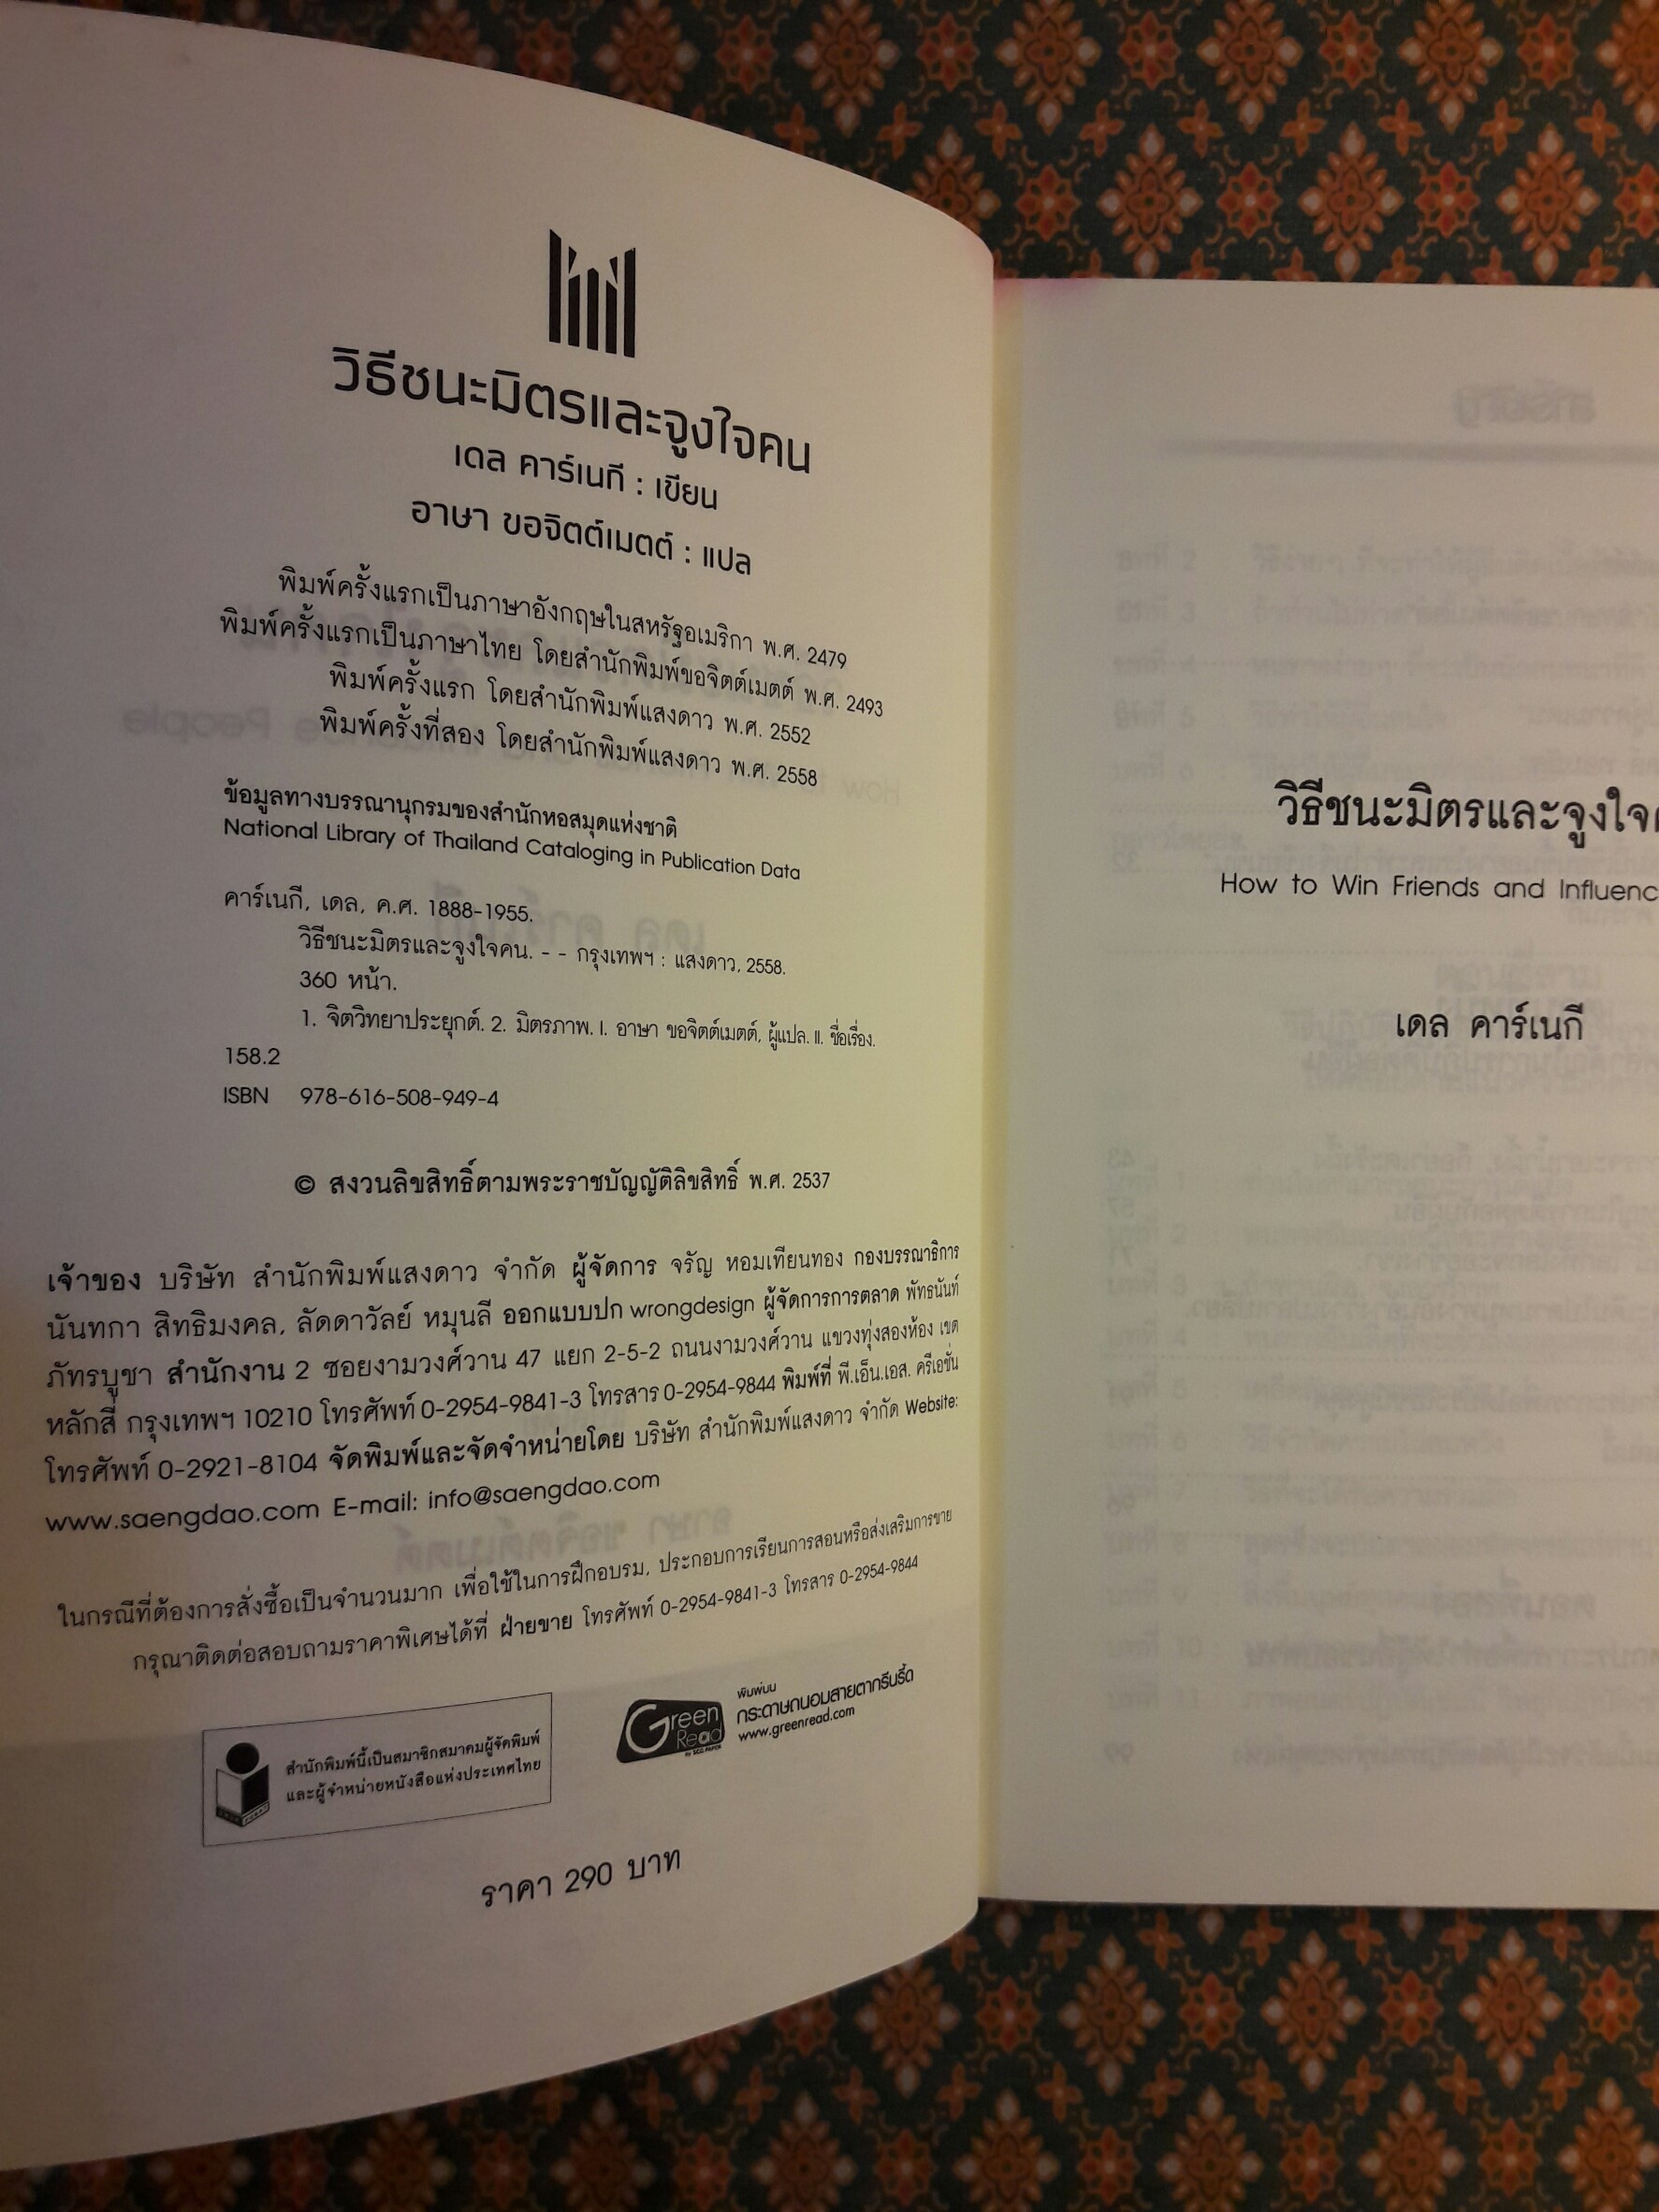 วิธีชนะมิตรและจูงใจคน
เดล คาร์เนกี : เขียน
อาษา ขอจิตต์เมตต์ : แปล
พิมพ์ครั้งแรกเป็นภาษาอังกฤษในสหรัฐอเมริกา พ.ศ. 2479
พิมพ์ครั้งแรกเป็นภาษาไทย โดยสำนักพิมพ์ขอจิตต์เมตต์ พ.ศ. 2493
พิมพ์ครั้งแรก โดยสำนักพิมพ์แสงดาว พ.ศ. 2552
พิมพ์ครั้งที่สอง โดยสำนักพิมพ์แสงดาว พ.ศ. 2558
ข้อมูลทางบรรณานุกรมของสำนักหอสมุดแห่งชาติ
National Library of Thailand Cataloging in Publication Data
คาร์เนกี, เดล, ค.ศ. 1888-1955.
วิธีชนะมิตรและจูงใจคน. - - กรุงเทพฯ : แสงดาว, 2558.
360 หน้า.
1. จิตวิทยาประยุกต์. 2. มิตรภาพ. I. อาษา ขอจิตต์เมตต์, ผู้แปล. II. ชื่อเรื่อง.
158.2
ISBN 978-616-508-949-4
© สงวนลิขสิทธิ์ตามพระราชบัญญัติลิขสิทธิ์ พ.ศ. 2537
เจ้าของ บริษัท สำนักพิมพ์แสงดาว จำกัด ผู้จัดการ จรัญ หอมเทียนทอง กองบรรณาธิการ
นันทกา สิทธิมงคล, ลัดดาวัลย์ หมุนลี ออกแบบปก wrongdesign ผู้จัดการการตลาด พัทธนันท์
ภัทรบูชา สำนักงาน 2 ซอยงามวงศ์วาน 47 แยก 2-5-2 ถนนงามวงศ์วาน แขวงทุ่งสองห้อง เขต
หลักสี่ กรุงเทพฯ 10210 โทรศัพท์ 0-2954-9841-3 โทรสาร 0-2954-9844 พิมพ์ที่ พี.เอ็น.เอส. ครีเอชั่น
โทรศัพท์ 0-2921-8104 จัดพิมพ์และจัดจำหน่ายโดย บริษัท สำนักพิมพ์แสงดาว จำกัด Website:
www.saengdao.com E-mail: info@saengdao.com
ในกรณีที่ต้องการสั่งซื้อเป็นจำนวนมาก เพื่อใช้ในการฝึกอบรม, ประกอบการเรียนการสอนหรือส่งเสริมการขาย
กรุณาติดต่อสอบถามราคาพิเศษได้ที่ ฝ่ายขาย โทรศัพท์ 0-2954-9841-3 โทรสาร 0-2954-9844
สำนักพิมพ์นี้เป็นสมาชิกสมาคมผู้จัดพิมพ์
และผู้จำหน่ายหนังสือแห่งประเทศไทย
Green Read
by SCG PAPER
พิมพ์บน
กระดาษถนอมสายตากรีนรี้ด
www.greenread.com
ราคา 290 บาท
วิธีชนะมิตรและจูงใจ
How to Win Friends and Influenc
เดล คาร์เนกี